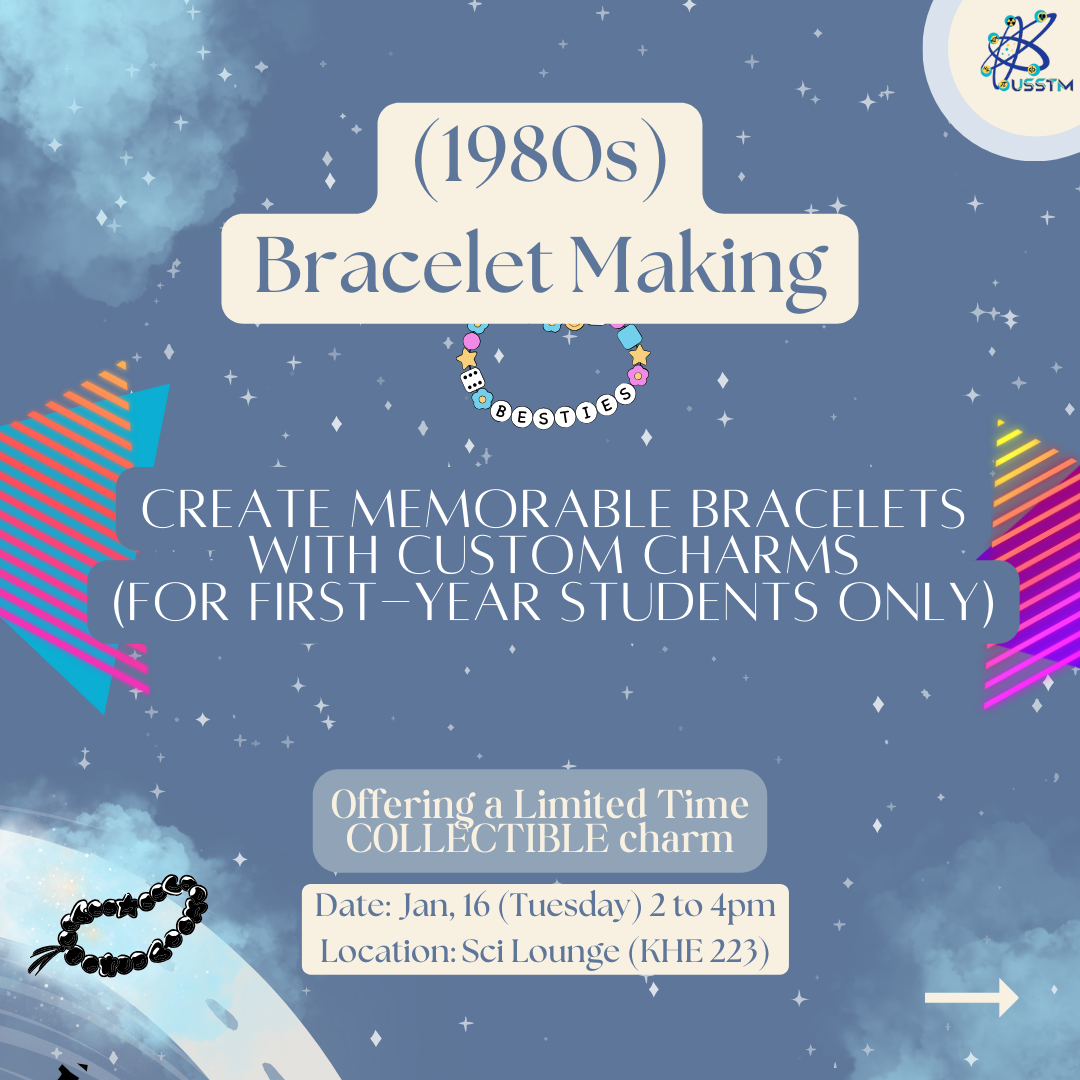 USSTM
(1980s)
Bracelet Making
BESTIES
CREATE MEMORABLE BRACELETS
WITH CUSTOM CHARMS
(FOR FIRST-YEAR STUDENTS ONLY)
Offering a Limited Time
COLLECTIBLE charm
Date: Jan, 16 (Tuesday) 2 to 4pm
Location: Sci Lounge (KHE 223)